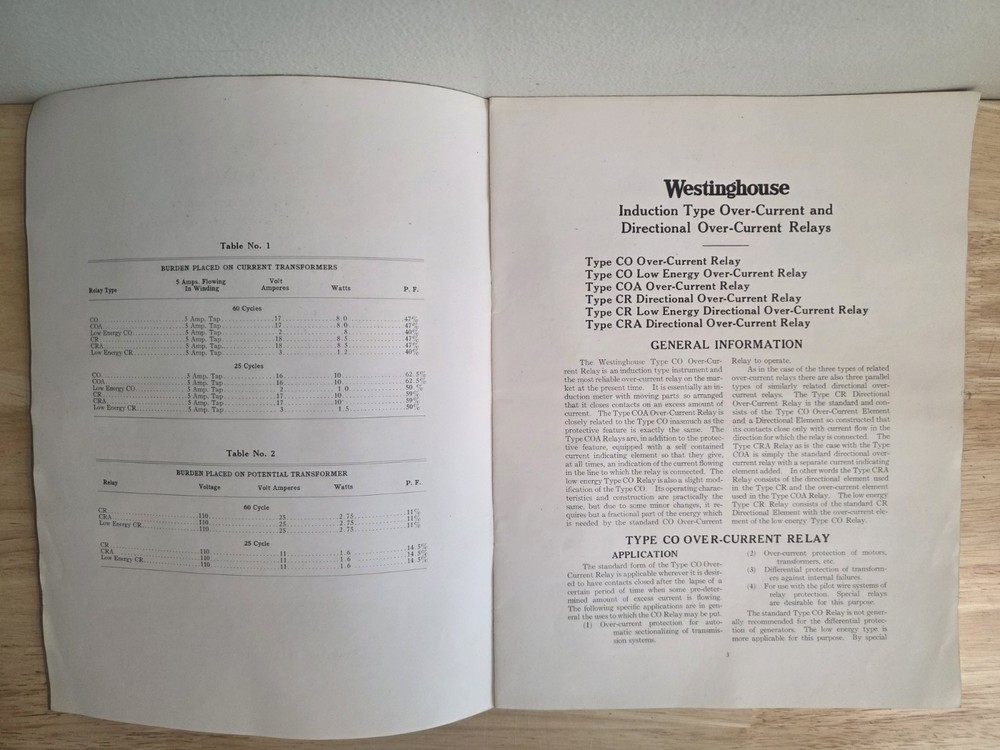 Table No. 1
BURDEN PLACED ON CURRENT TRANSFORMERS
Relay Type 5 Amps. Flowing In Winding Volt Amperes Watts P. F.
60 Cycles
CO 5 Amp. Tap 17 8.0 47%
COA 5 Amp. Tap 17 8.0 47%
Low Energy CO 5 Amp. Tap 2 .8 40%
CR 5 Amp. Tap 18 8.5 47%
CRA 5 Amp. Tap 18 8.5 47%
Low Energy CR 5 Amp. Tap 3 1.2 40%
25 Cycles
CO 5 Amp. Tap 16 10 62.5%
COA 5 Amp. Tap 16 10 62.5%
Low Energy CO 5 Amp. Tap 2 1.0 50 %
CR 5 Amp. Tap 17 10 59%
CRA 5 Amp. Tap 17 10 59%
Low Energy CR 5 Amp. Tap 3 1.5 50%
Table No. 2
BURDEN PLACED ON POTENTIAL TRANSFORMER
Relay Voltage Volt Amperes Watts P. F.
60 Cycle
CR 110 25 2.75 11%
CRA 110 25 2.75 11%
Low Energy CR 110 25 2.75 11%
25 Cycle
CR 110 11 1.6 14.5%
CRA 110 11 1.6 14.5%
Low Energy CR 110 11 1.6 14.5%
Westinghouse
Induction Type Over-Current and
Directional Over-Current Relays
Type CO Over-Current Relay
Type CO Low Energy Over-Current Relay
Type COA Over-Current Relay
Type CR Directional Over-Current Relay
Type CR Low Energy Directional Over-Current Relay
Type CRA Directional Over-Current Relay
GENERAL INFORMATION
The Westinghouse Type CO Over-Cur-
rent Relay is an induction type instrument and
the most reliable over-current relay on the mar-
ket at the present time. It is essentially an in-
duction meter with moving parts so arranged
that it closes contacts on an excess amount of
current. The Type COA Over-Current Relay is
closely related to the Type CO inasmuch as the
protective feature is exactly the same. The
Type COA Relays are, in addition to the protec-
tive feature, equipped with a self contained
current indicating element so that they give,
at all times, an indication of the current flowing
in the line to which the relay is connected. The
low energy Type CO Relay is also a slight mod-
ification of the Type CO. Its operating charac-
teristics and construction are practically the
same, but due to some minor changes, it re-
quires but a fractional part of the energy which
is needed by the standard CO Over-Current
Relay to operate.
As in the case of the three types of related
over-current relays there are also three parallel
types of similarly related directional over-
current relays. The Type CR Directional
Over-Current Relay is the standard and con-
sists of the Type CO Over-Current Element
and a Directional Element so constructed that
its contacts close only with current flow in the
direction for which the relay is connected. The
Type CRA Relay as is the case with the Type
COA is simply the standard directional over-
current relay with a separate current indicating
element added. In other words the Type CRA
Relay consists of the directional element used
in the Type CR and the over-current element
used in the Type COA Relay. The low energy
Type CR Relay consists of the standard CR
Directional Element with the over-current ele-
ment of the low energy Type CO Relay.
TYPE CO OVER-CURRENT RELAY
APPLICATION
The standard form of the Type CO Over-
Current Relay is applicable wherever it is desir-
ed to have contacts closed after the lapse of a
certain period of time when some pre-deter-
mined amount of excess current is flowing.
The following specific applications are in gen-
eral the uses to which the CO Relay may be put.
(1) Over-current protection for auto-
matic sectionalizing of transmis-
sion systems.
(2) Over-current protection of motors,
transformers, etc.
(3) Differential protection of transform-
ers against internal failures.
(4) For use with the pilot wire systems of
relay protection. Special relays
are desirable for this purpose.
The standard Type CO Relay is not gener-
ally recommended for the differential protec-
tion of generators. The low energy type is
more applicable for this purpose. By special
3